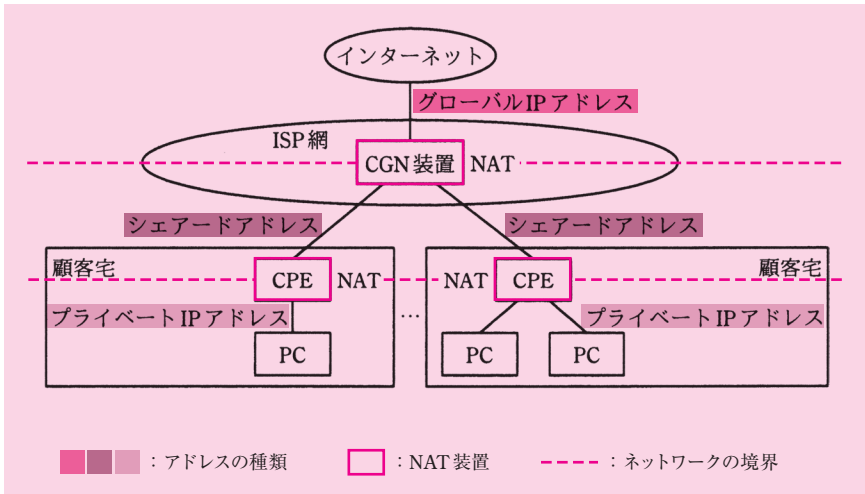 インターネット
グローバルIPアドレス
ISP網
CGN装置 NAT
シェアードアドレス シェアードアドレス
顧客宅 顧客宅
CPE NAT NAT CPE
プライベートIPアドレス … プライベートIPアドレス
PC PC PC
：アドレスの種類 ：NAT装置 ：ネットワークの境界